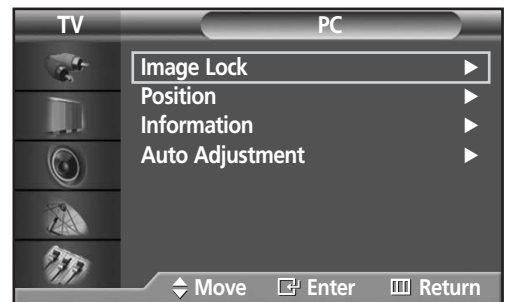 TV
PC
Image Lock
Position
Information
Auto Adjustment
Move Enter Return